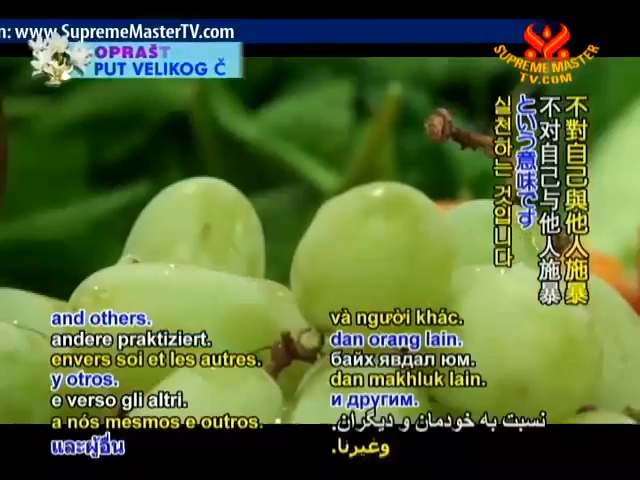 n: www.SupremeMasterTV.com
OPRAŠT
PUT VELIKOG Č
SUPREME MASTER
TV.COM
不對自己與他人施暴
不对自己与他人施暴
という意味です
실천하는 것입니다
and others.
andere praktiziert.
envers soi et les autres.
y otros.
e verso gli altri.
a nós mesmos e outros.
และผู้อื่น
và người khác.
dan orang lain.
байх явдал юм.
dan makhluk lain.
и другим.
نسبت به خودمان و دیگران.
وغيرنا.